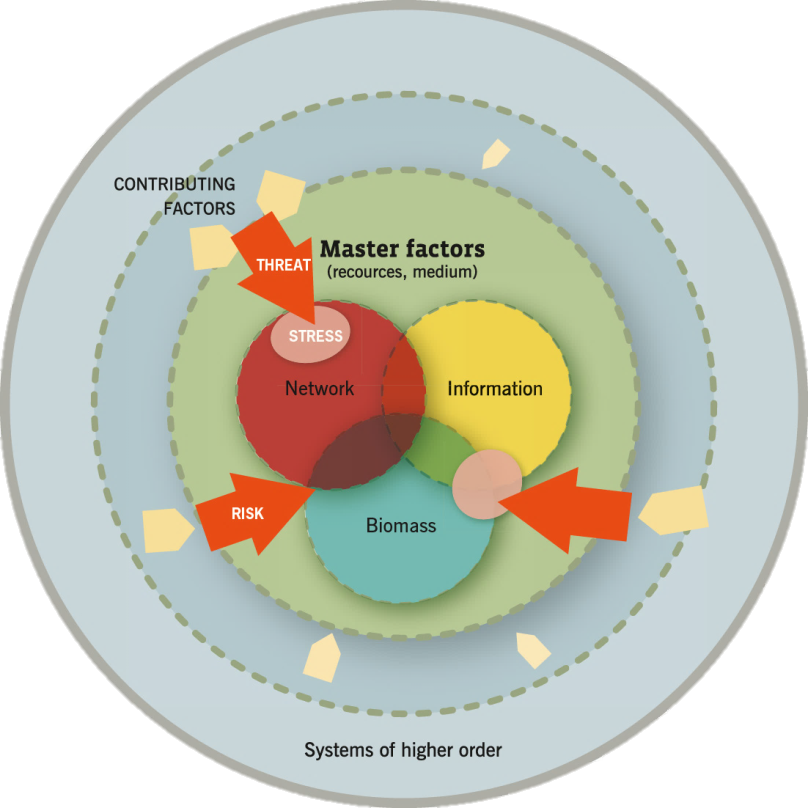 CONTRIBUTING
FACTORS
THREAT
Master factors
(recources, medium)
STRESS
Network
Information
RISK
Biomass
Systems of higher order